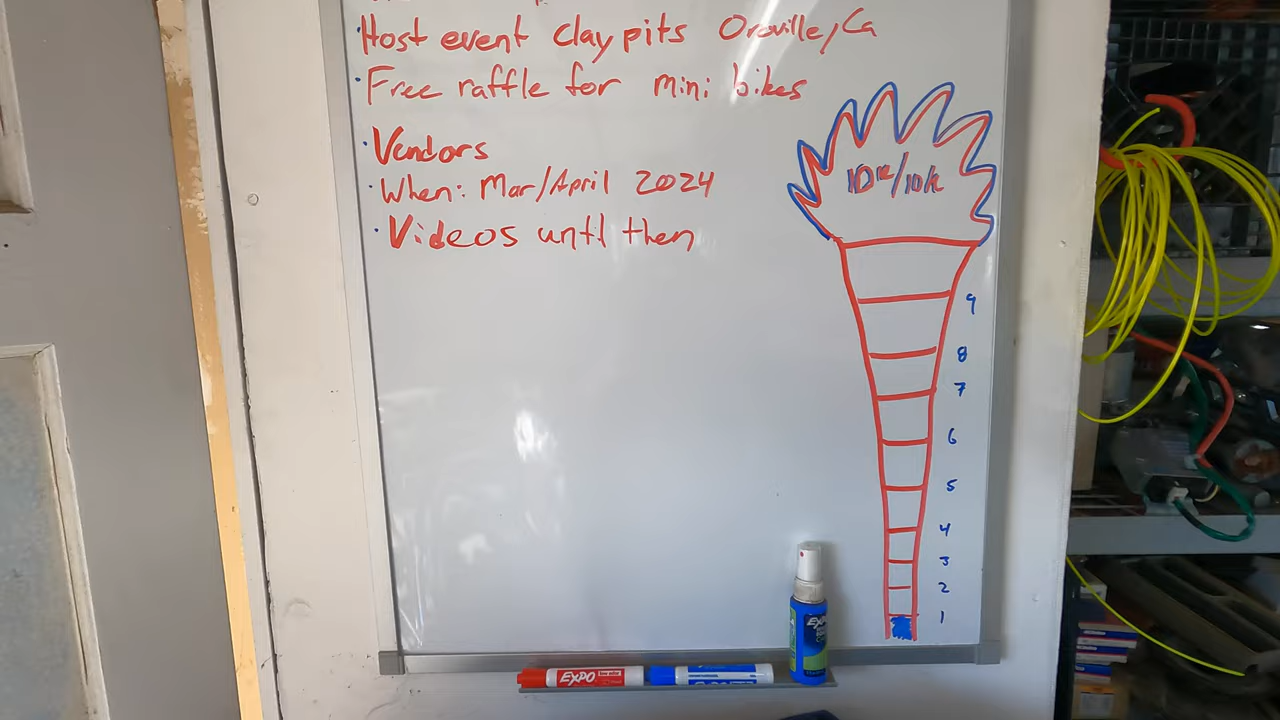 ·Host event clay pits Oroville, Ca
·Free raffle for mini bikes
·Vendors
·When: Mar/April 2024
·Videos until then
10k/10k
9
8
7
6
5
4
3
2
1
EXPO
EXPO